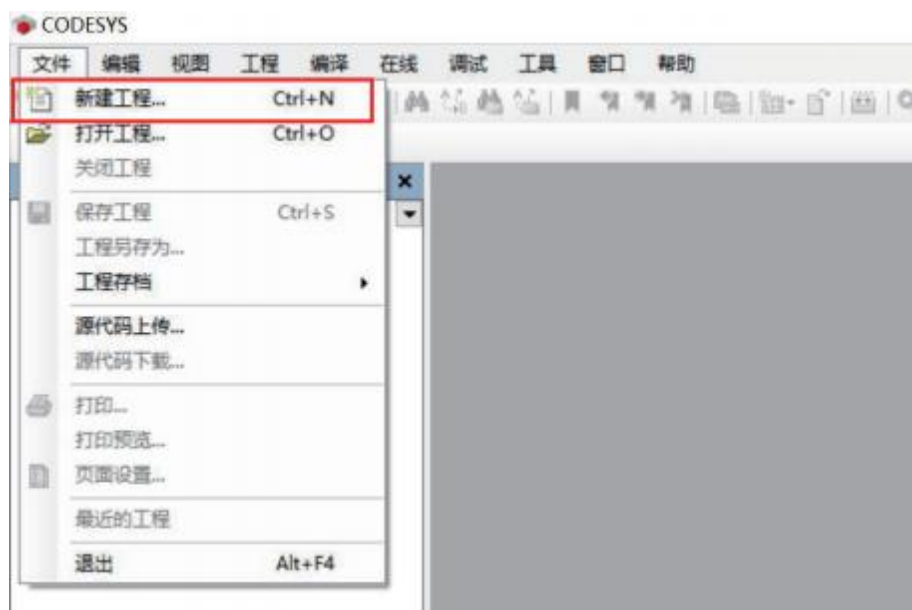 CODESYS
文件 编辑 视图 工程 编译 在线 调试 工具 窗口 帮助
新建工程... Ctrl+N
打开工程... Ctrl+O
关闭工程
保存工程 Ctrl+S
工程另存为...
工程存档
源代码上传...
源代码下载...
打印...
打印预览...
页面设置...
最近的工程
退出 Alt+F4